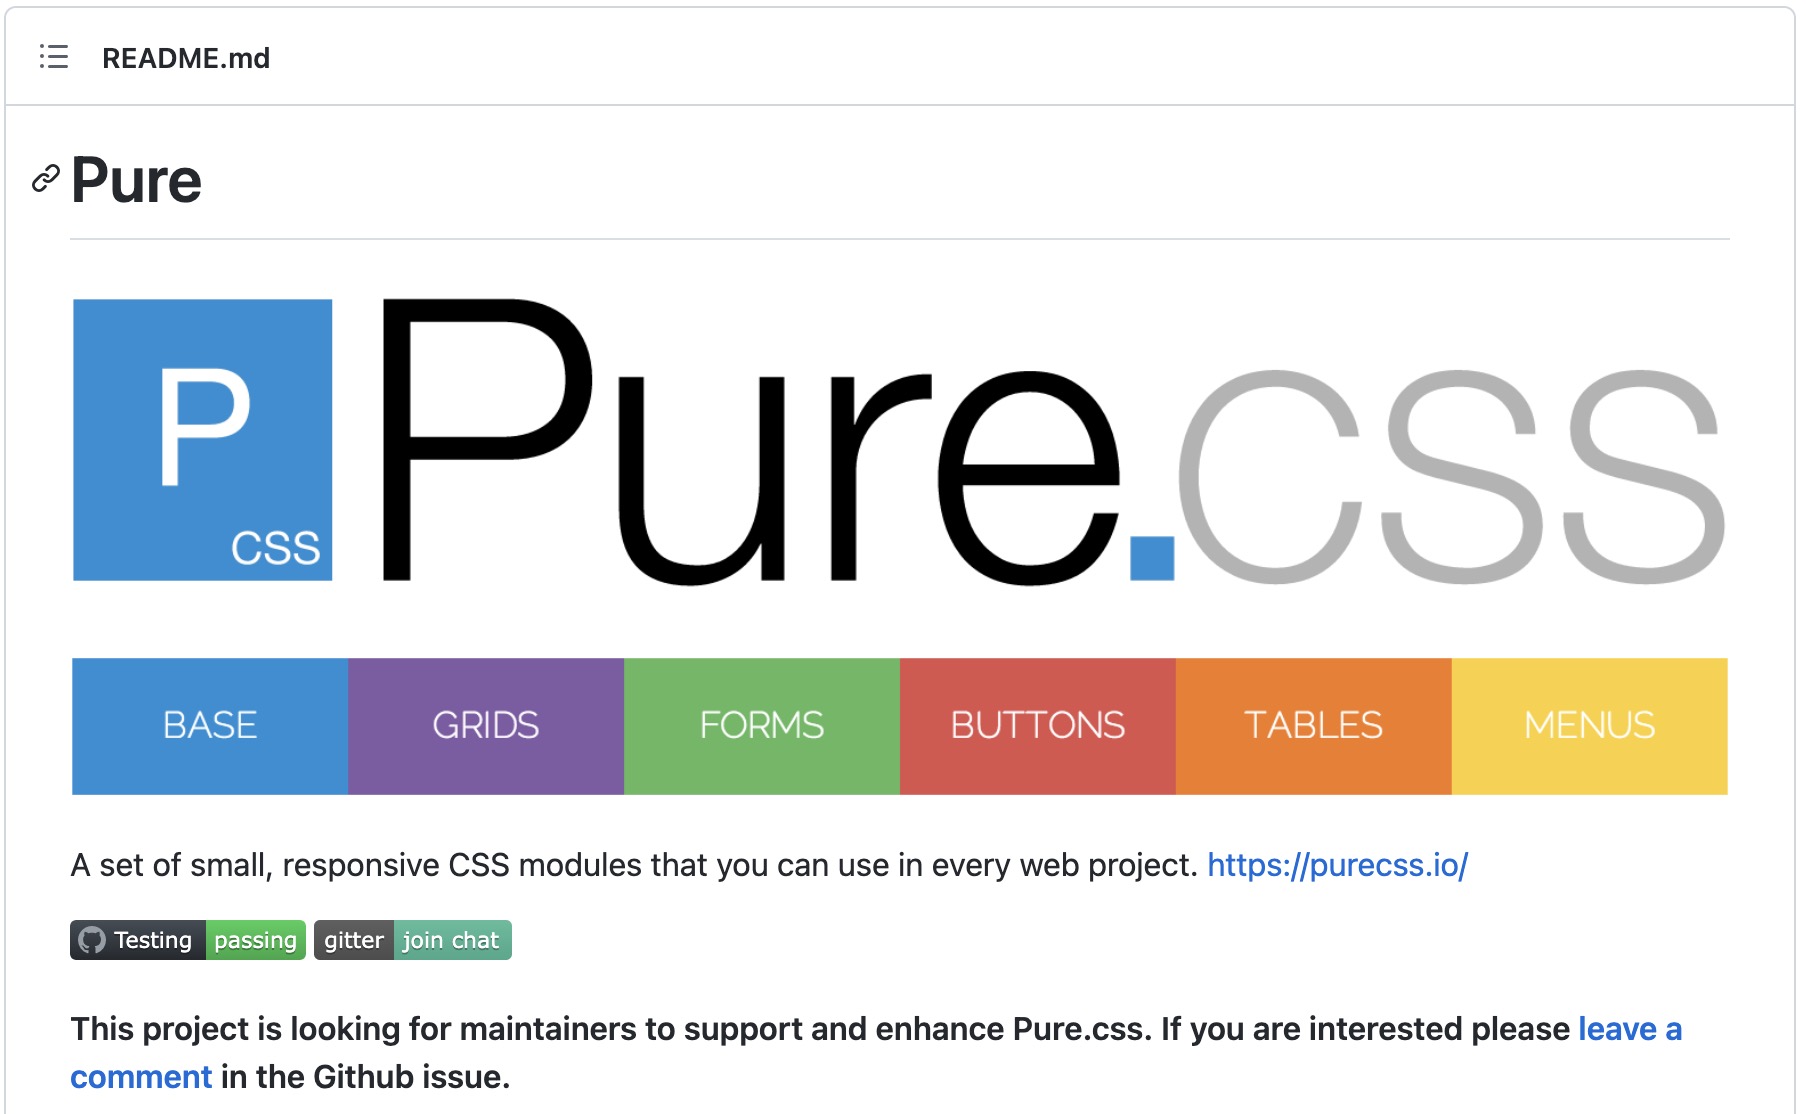 README.md
Pure
P
CSS
Pure.css
BASE GRIDS FORMS BUTTONS TABLES MENUS
A set of small, responsive CSS modules that you can use in every web project. https://purecss.io/
Testing passing gitter join chat
This project is looking for maintainers to support and enhance Pure.css. If you are interested please leave a
comment in the Github issue.